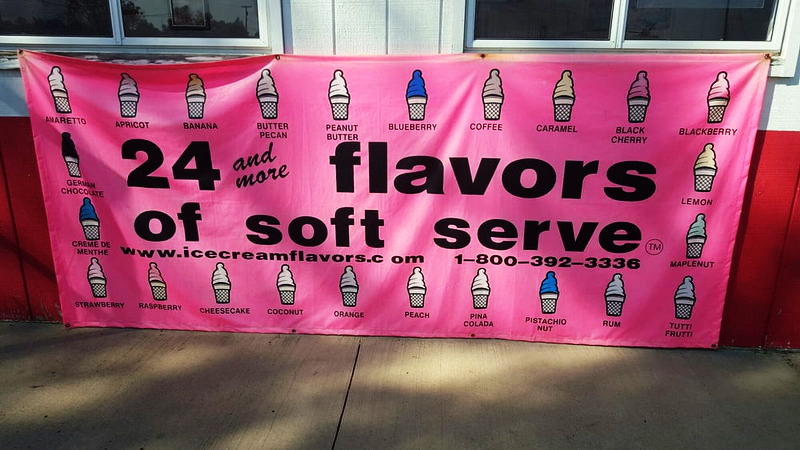 AMARETTO
APRICOT
BANANA
BUTTER
PECAN
PEANUT
BUTTER
BLUEBERRY
COFFEE
CARAMEL
BLACK
CHERRY
BLACKBERRY
GERMAN
CHOCOLATE
24 and more flavors
LEMON
CREME DE
MENTHE
of soft serve TM
MAPLENUT
www.icecreamflavors.c om 1-800-392-3336
STRAWBERRY
RASPBERRY
CHEESECAKE
COCONUT
ORANGE
PEACH
PINA
COLADA
PISTACHIO
NUT
RUM
TUTTI
FRUTTI